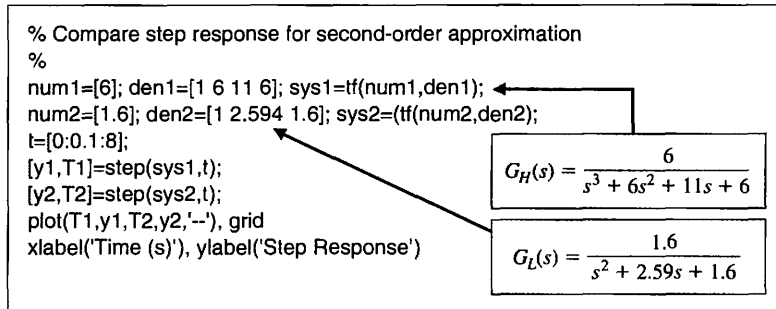 % Compare step response for second-order approximation
%
num1=[6]; den1=[1 6 11 6]; sys1=tf(num1,den1);
num2=[1.6]; den2=[1 2.594 1.6]; sys2=(tf(num2,den2);
t=[0:0.1:8];
[y1,T1]=step(sys1,t);
[y2,T2]=step(sys2,t);
plot(T1,y1,T2,y2,'--'), grid
xlabel('Time (s)'), ylabel('Step Response')
G_H(s) = 6 / (s^3 + 6s^2 + 11s + 6)
G_L(s) = 1.6 / (s^2 + 2.59s + 1.6)